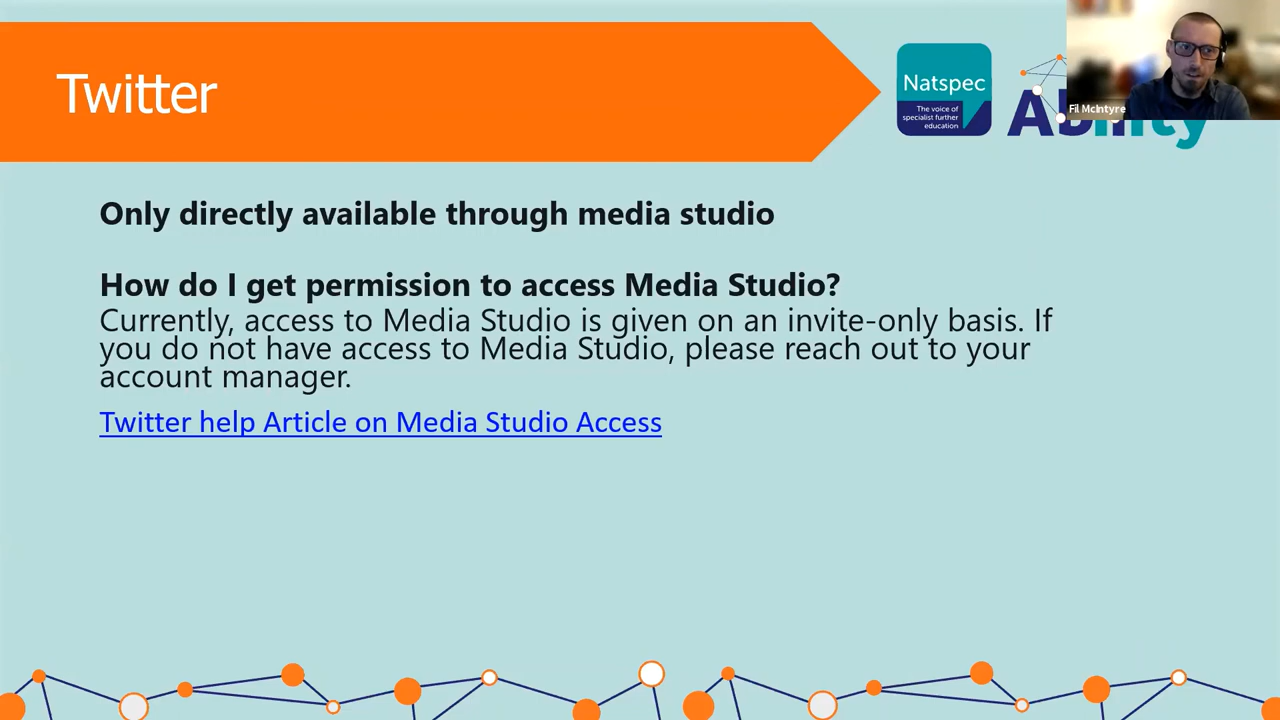 Twitter
Natspec
The voice of
specialist further
education
Ability
Fil McIntyre
Only directly available through media studio
How do I get permission to access Media Studio?
Currently, access to Media Studio is given on an invite-only basis. If
you do not have access to Media Studio, please reach out to your
account manager.
Twitter help Article on Media Studio Access